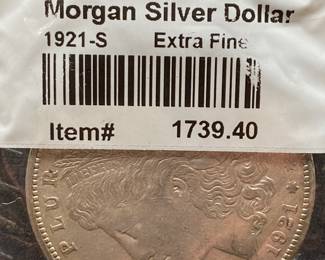 Morgan Silver Dollar
1921-S Extra Fine
Item# 1739.40
PLUR
1921